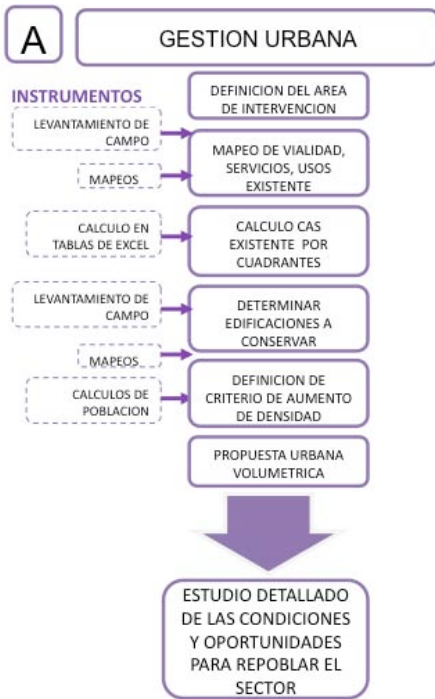 A
GESTION URBANA
INSTRUMENTOS
DEFINICION DEL AREA
DE INTERVENCION
LEVANTAMIENTO DE
CAMPO
MAPEOS
MAPEO DE VIALIDAD,
SERVICIOS, USOS
EXISTENTE
CALCULO EN
TABLAS DE EXCEL
CALCULO CAS
EXISTENTE POR
CUADRANTES
LEVANTAMIENTO DE
CAMPO
DETERMINAR
EDIFICACIONES A
CONSERVAR
MAPEOS
CALCULOS DE
POBLACION
DEFINICION DE
CRITERIO DE AUMENTO
DE DENSIDAD
PROPUESTA URBANA
VOLUMETRICA
ESTUDIO DETALLADO
DE LAS CONDICIONES
Y OPORTUNIDADES
PARA REPOBLAR EL
SECTOR